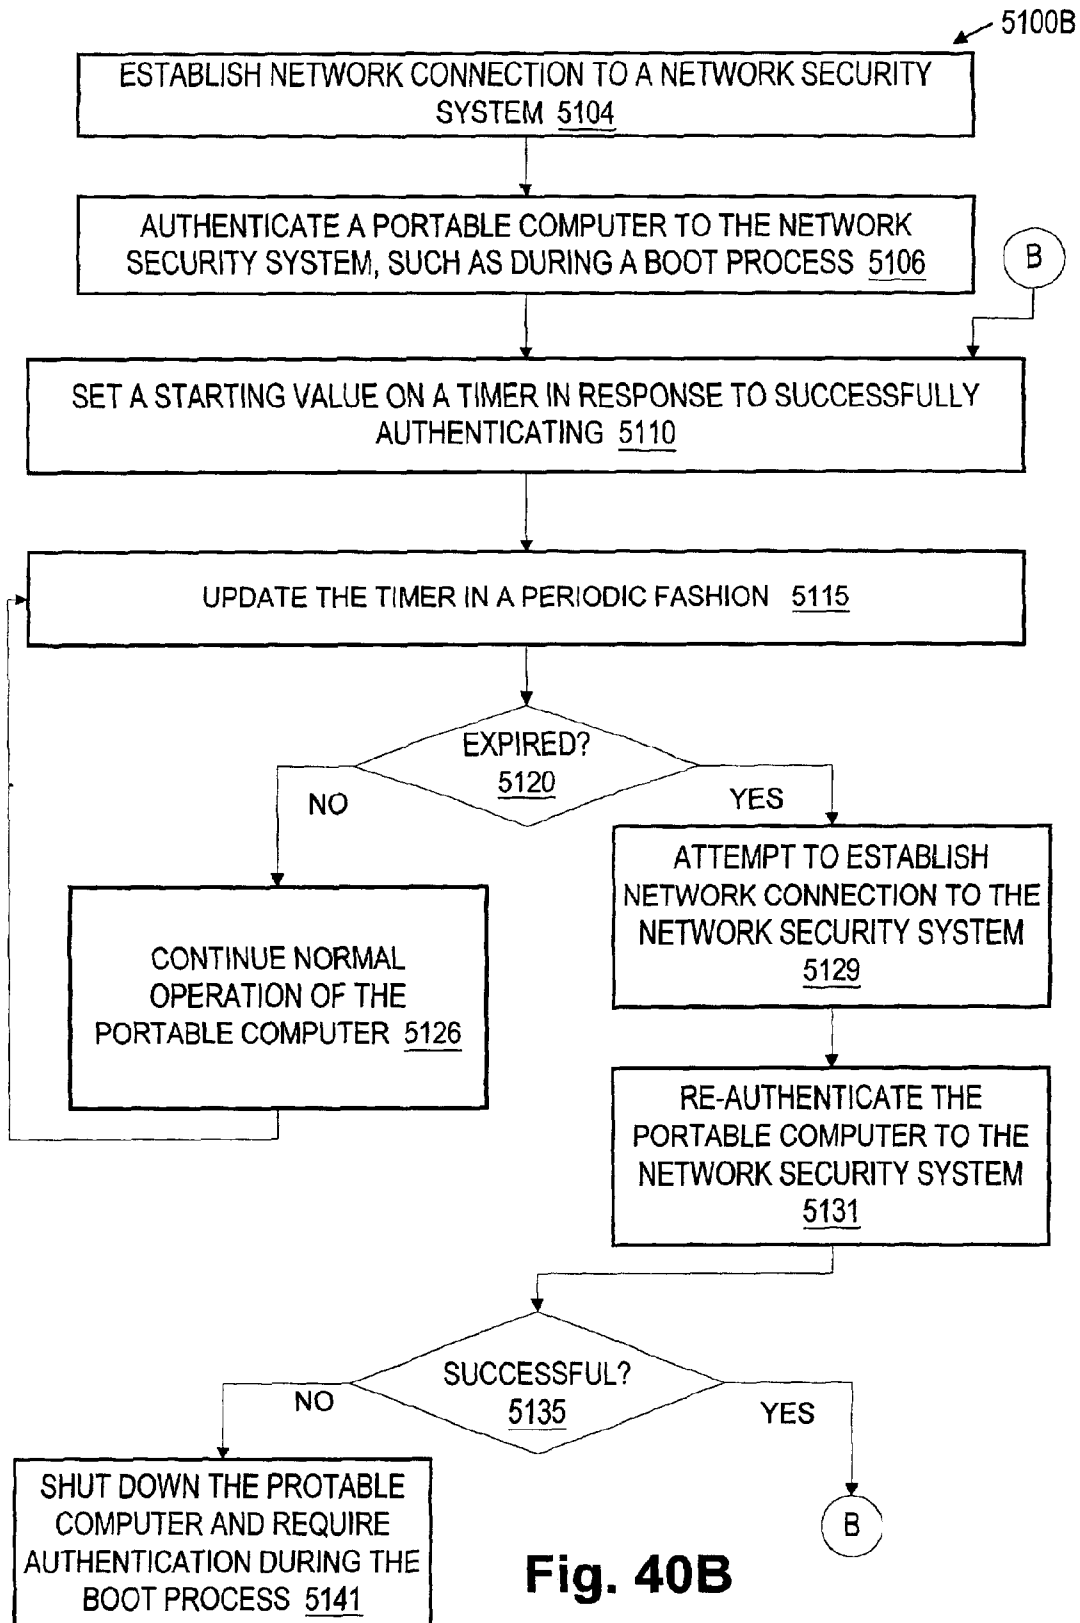 5100B
ESTABLISH NETWORK CONNECTION TO A NETWORK SECURITY
SYSTEM 5104
AUTHENTICATE A PORTABLE COMPUTER TO THE NETWORK
SECURITY SYSTEM, SUCH AS DURING A BOOT PROCESS 5106
B
SET A STARTING VALUE ON A TIMER IN RESPONSE TO SUCCESSFULLY
AUTHENTICATING 5110
UPDATE THE TIMER IN A PERIODIC FASHION 5115
EXPIRED?
5120
NO
YES
CONTINUE NORMAL
OPERATION OF THE
PORTABLE COMPUTER 5126
ATTEMPT TO ESTABLISH
NETWORK CONNECTION TO THE
NETWORK SECURITY SYSTEM
5129
RE-AUTHENTICATE THE
PORTABLE COMPUTER TO THE
NETWORK SECURITY SYSTEM
5131
SUCCESSFUL?
5135
NO
YES
SHUT DOWN THE PROTABLE
COMPUTER AND REQUIRE
AUTHENTICATION DURING THE
BOOT PROCESS 5141
B
Fig. 40B